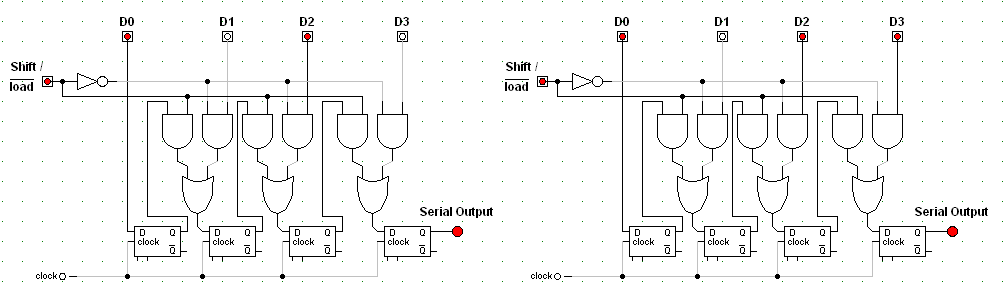 D0 D1 D2 D3
Shift /
load
Serial Output
D Q D Q D Q D Q
clock clock clock clock
Q Q Q Q
clock
D0 D1 D2 D3
Shift /
load
Serial Output
D Q D Q D Q D Q
clock clock clock clock
Q Q Q Q
clock